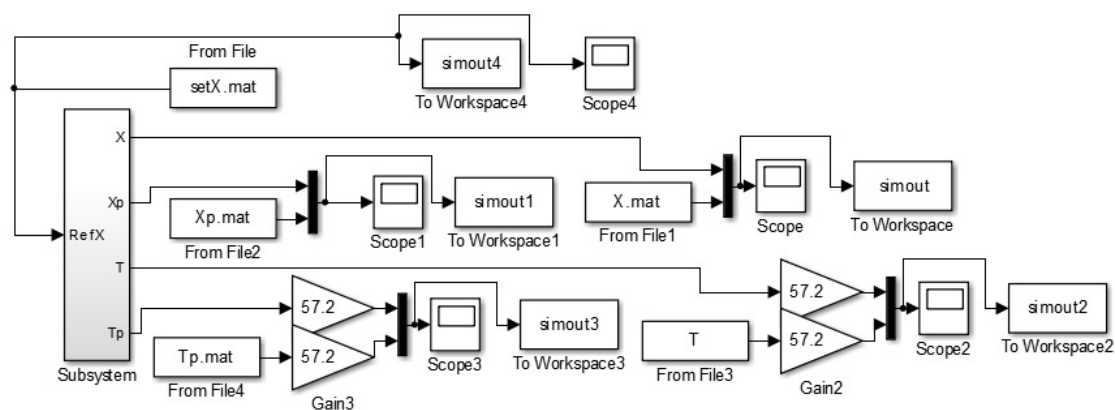 From File
setX.mat
simout4
To Workspace4
Scope4
X
Xp
RefX
T
Tp
Subsystem
Xp.mat
From File2
Scope1
simout1
To Workspace1
X.mat
From File1
Scope
simout
To Workspace
57.2
57.2
Gain3
Tp.mat
From File4
Scope3
simout3
To Workspace3
T
From File3
57.2
57.2
Gain2
Scope2
simout2
To Workspace2